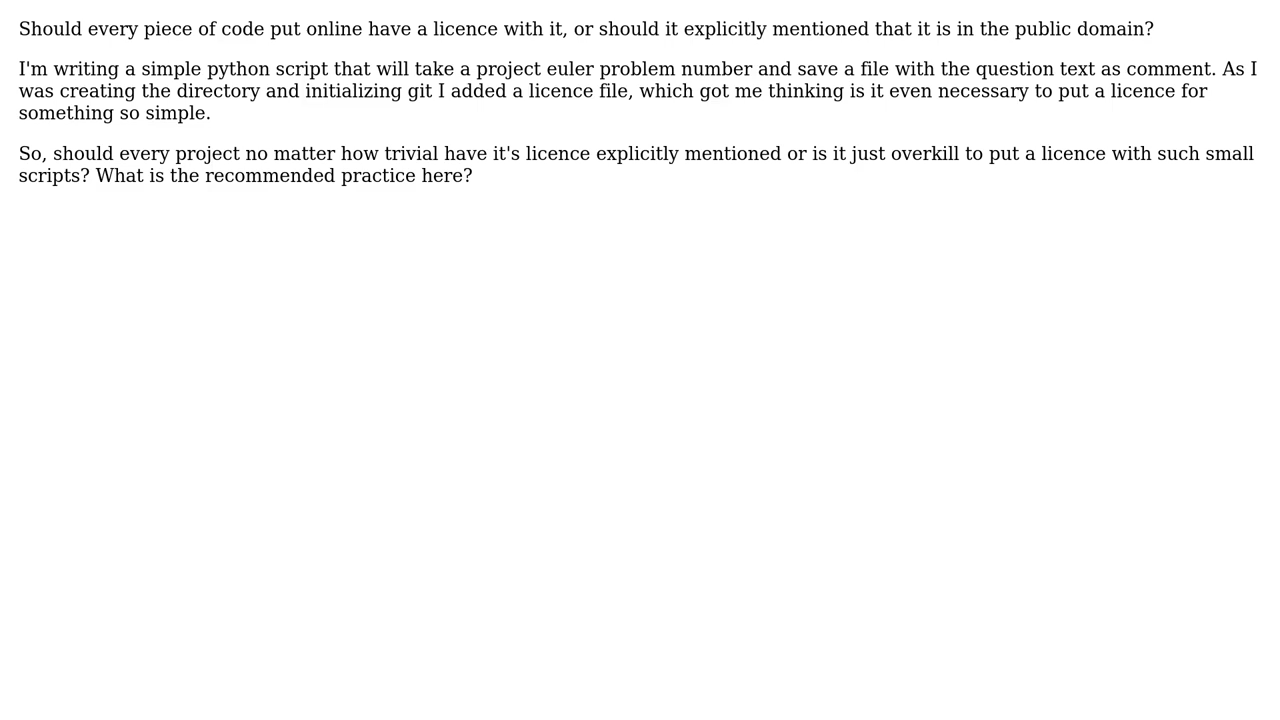 Should every piece of code put online have a licence with it, or should it explicitly mentioned that it is in the public domain?
I'm writing a simple python script that will take a project euler problem number and save a file with the question text as comment. As I
was creating the directory and initializing git I added a licence file, which got me thinking is it even necessary to put a licence for
something so simple.
So, should every project no matter how trivial have it's licence explicitly mentioned or is it just overkill to put a licence with such small
scripts? What is the recommended practice here?